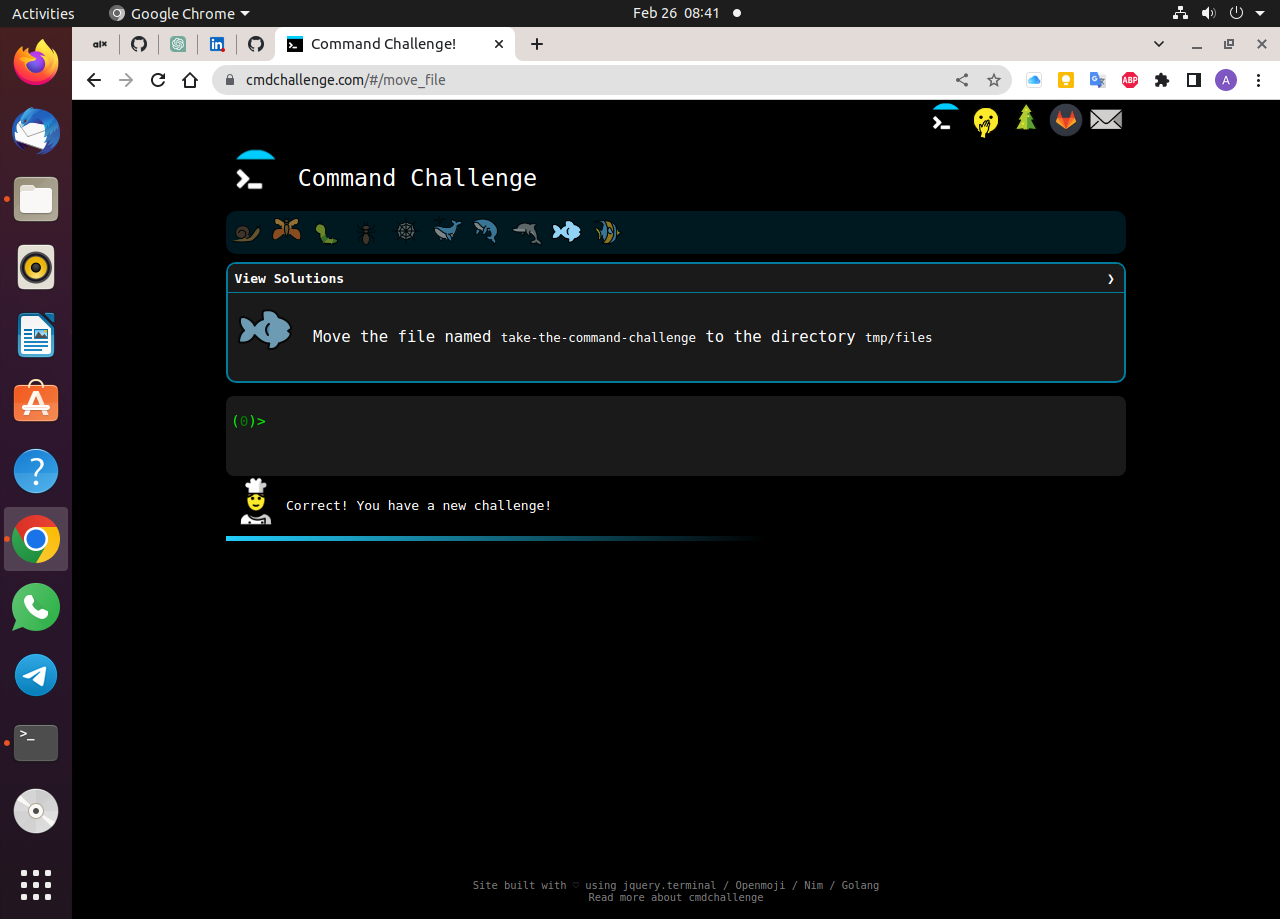 Activities
Google Chrome
Feb 26 08:41
alx
in
Command Challenge!
cmdchallenge.com/#/move_file
ABP
A
Command Challenge
View Solutions
Move the file named take-the-command-challenge to the directory tmp/files
(0)>
Correct! You have a new challenge!
Site built with ♡ using jquery.terminal / Openmoji / Nim / Golang
Read more about cmdchallenge